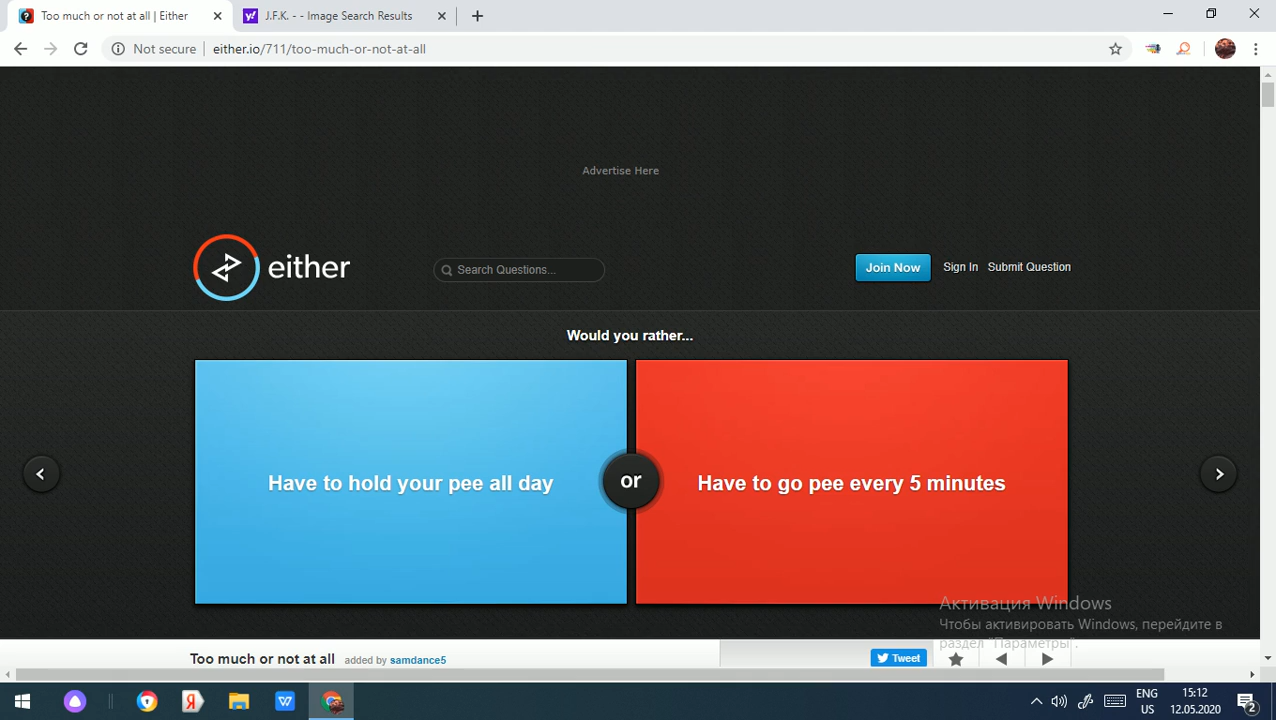 Too much or not at all | Either
J.F.K. - - Image Search Results
Not secure
either.io/711/too-much-or-not-at-all
Advertise Here
either
Search Questions...
Join Now
Sign In
Submit Question
Would you rather...
Have to hold your pee all day
or
Have to go pee every 5 minutes
Активация Windows
Чтобы активировать Windows, перейдите в
раздел "Параметры".
Too much or not at all added by samdance5
Tweet
ENG
US
15:12
12.05.2020
2